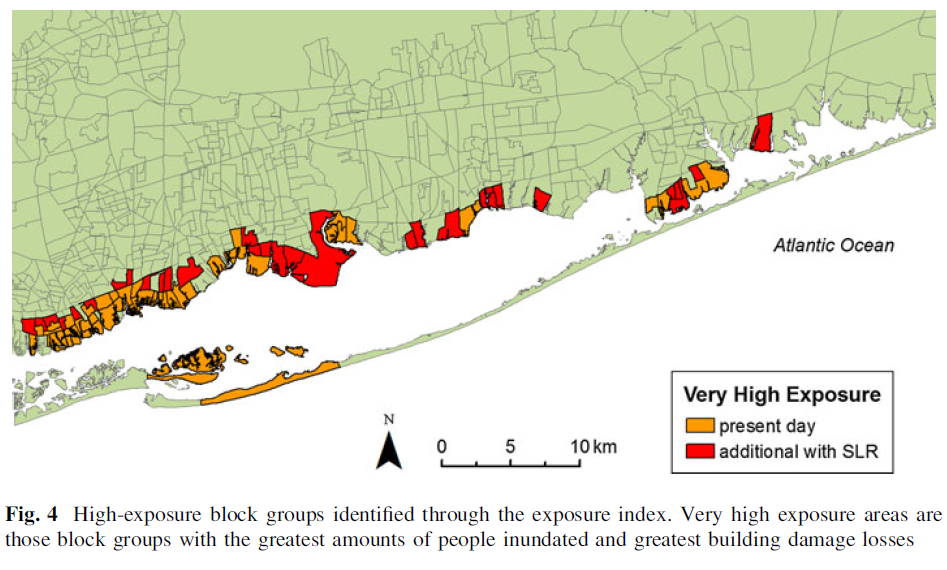 Atlantic Ocean
Very High Exposure
present day
additional with SLR
N
0 5 10 km
Fig. 4 High-exposure block groups identified through the exposure index. Very high exposure areas are
those block groups with the greatest amounts of people inundated and greatest building damage losses